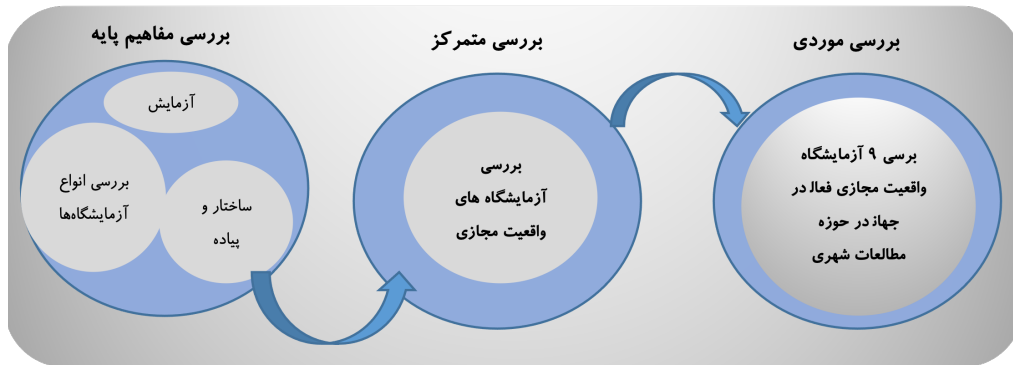 بررسی مفاهیم پایه
آزمایش
بررسی انواع
آزمایشگاه‌ها
ساختار و
پیاده
بررسی متمرکز
بررسی
آزمایشگاه های
واقعیت مجازی
بررسی موردی
برسی ۹ آزمایشگاه
واقعیت مجازی فعال در
جهان در حوزه
مطالعات شهری